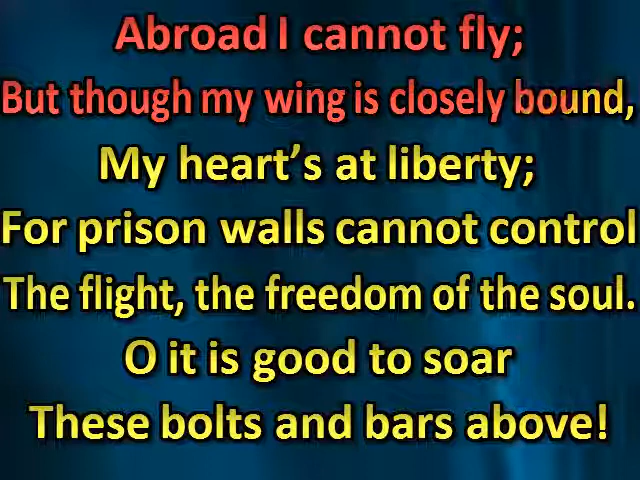 Abroad I cannot fly;
But though my wing is closely bound,
My heart’s at liberty;
For prison walls cannot control
The flight, the freedom of the soul.
O it is good to soar
These bolts and bars above!